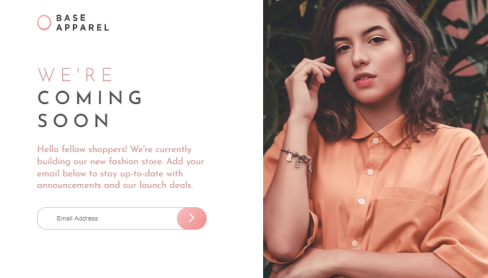 BASE
APPAREL
WE'RE
COMING
SOON
Hello fellow shoppers! We're currently
building our new fashion store. Add your
email below to stay up-to-date with
announcements and our launch deals.
Email Address